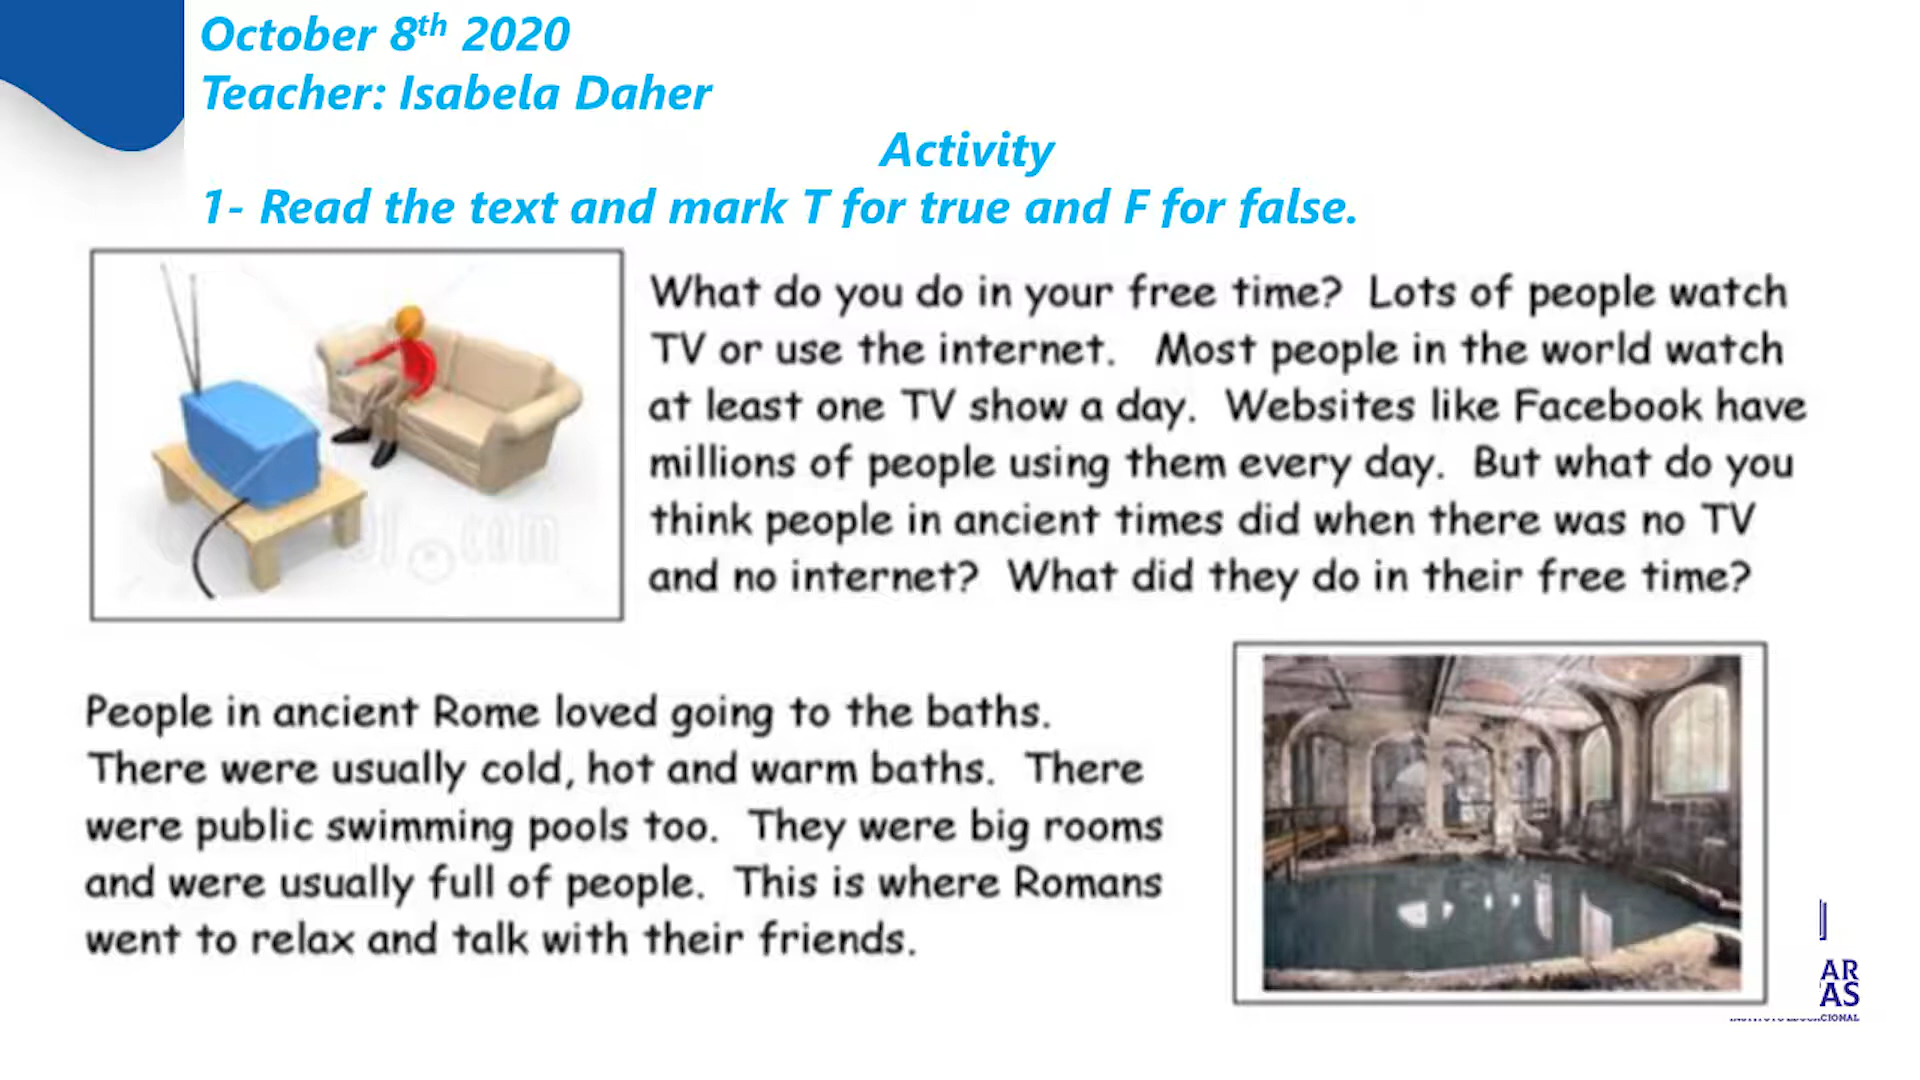 October 8th 2020
Teacher: Isabela Daher
Activity
1- Read the text and mark T for true and F for false.
What do you do in your free time? Lots of people watch
TV or use the internet. Most people in the world watch
at least one TV show a day. Websites like Facebook have
millions of people using them every day. But what do you
think people in ancient times did when there was no TV
and no internet? What did they do in their free time?
People in ancient Rome loved going to the baths.
There were usually cold, hot and warm baths. There
were public swimming pools too. They were big rooms
and were usually full of people. This is where Romans
went to relax and talk with their friends.
AR
AS
CIONAL